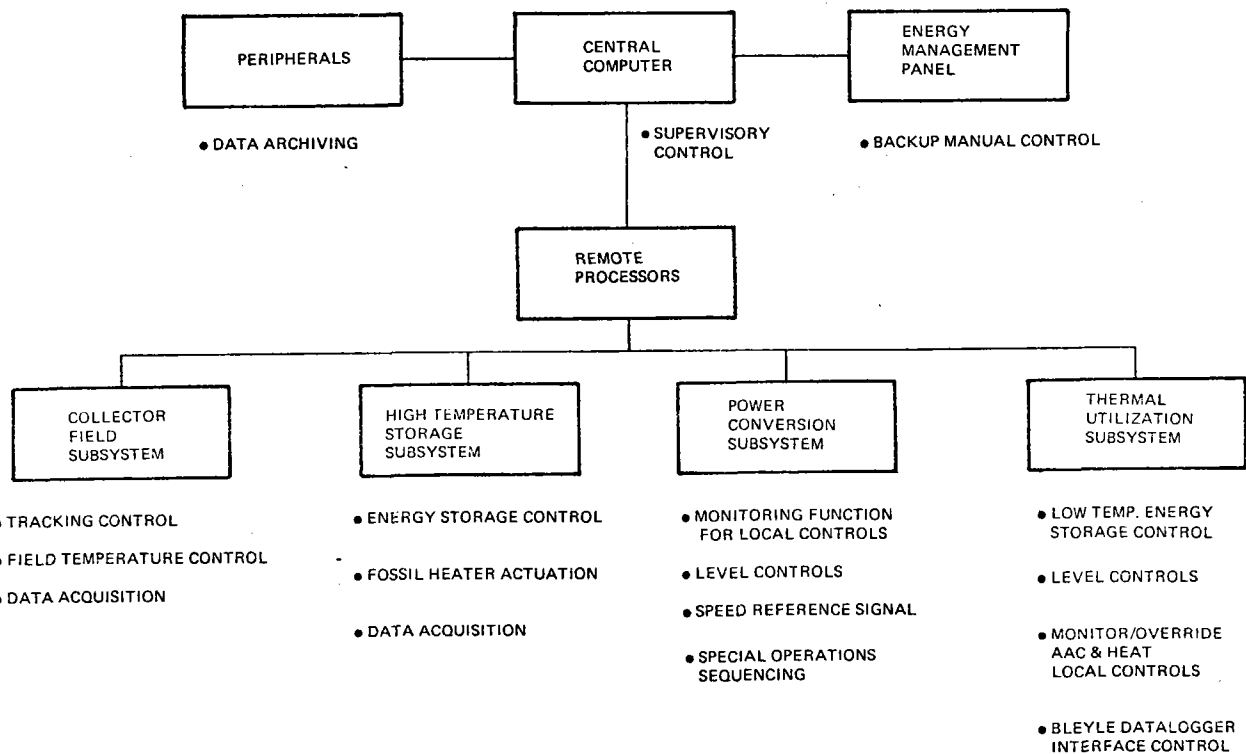 PERIPHERALS
CENTRAL
COMPUTER
ENERGY
MANAGEMENT
PANEL
• DATA ARCHIVING
• SUPERVISORY
CONTROL
• BACKUP MANUAL CONTROL
REMOTE
PROCESSORS
COLLECTOR
FIELD
SUBSYSTEM
HIGH TEMPERATURE
STORAGE
SUBSYSTEM
POWER
CONVERSION
SUBSYSTEM
THERMAL
UTILIZATION
SUBSYSTEM
• TRACKING CONTROL
• FIELD TEMPERATURE CONTROL
• DATA ACQUISITION
• ENERGY STORAGE CONTROL
• FOSSIL HEATER ACTUATION
• DATA ACQUISITION
• MONITORING FUNCTION
FOR LOCAL CONTROLS
• LEVEL CONTROLS
• SPEED REFERENCE SIGNAL
• SPECIAL OPERATIONS
SEQUENCING
• LOW TEMP. ENERGY
STORAGE CONTROL
• LEVEL CONTROLS
• MONITOR/OVERRIDE
AAC & HEAT
LOCAL CONTROLS
• BLEYLE DATALOGGER
INTERFACE CONTROL